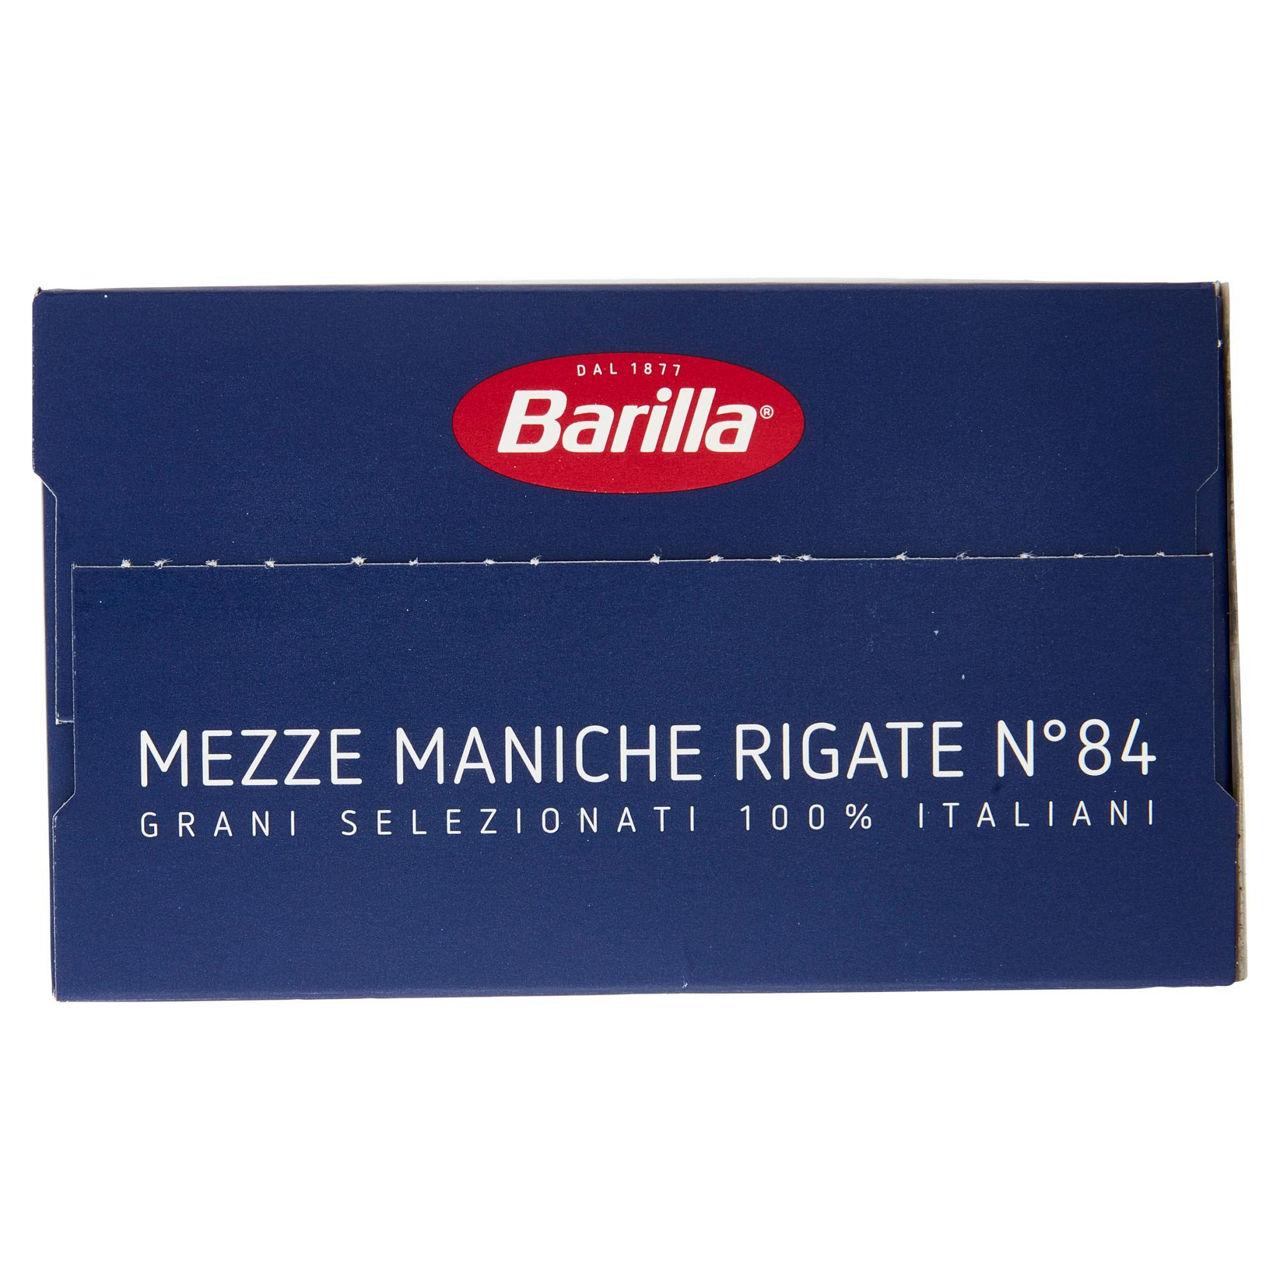 DAL 1877
Barilla®
MEZZE MANICHE RIGATE N°84
GRANI SELEZIONATI 100% ITALIANI